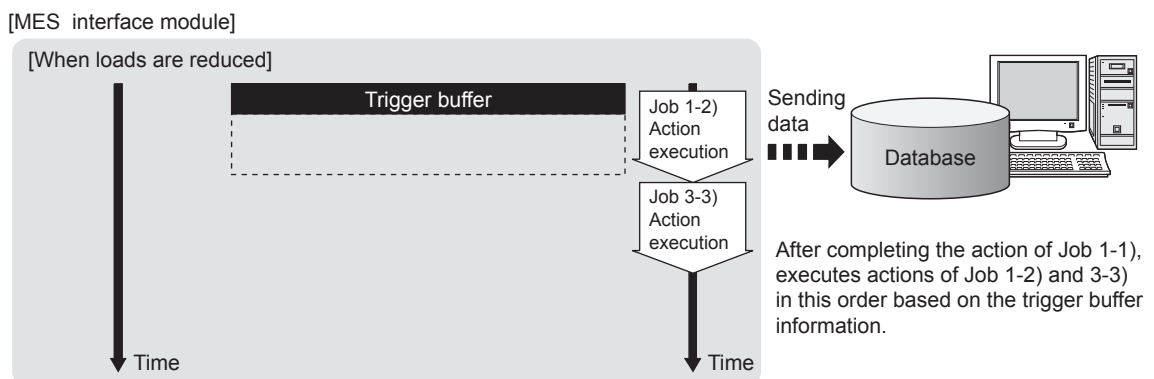 [MES interface module]
[When loads are reduced]
Trigger buffer
Job 1-2)
Action
execution
Job 3-3)
Action
execution
Time
Time
Sending
data
Database
After completing the action of Job 1-1),
executes actions of Job 1-2) and 3-3)
in this order based on the trigger buffer
information.